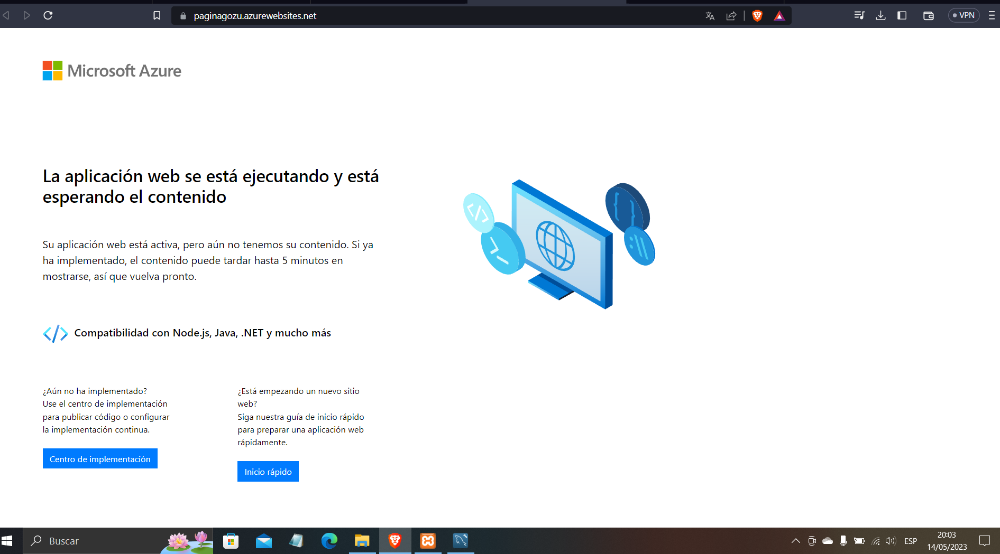 paginagozu.azurewebsites.net
VPN
Microsoft Azure
La aplicación web se está ejecutando y está
esperando el contenido
Su aplicación web está activa, pero aún no tenemos su contenido. Si ya
ha implementado, el contenido puede tardar hasta 5 minutos en
mostrarse, así que vuelva pronto.
Compatibilidad con Node.js, Java, .NET y mucho más
¿Aún no ha implementado?
Use el centro de implementación
para publicar código o configurar
la implementación continua.
Centro de implementación
¿Está empezando un nuevo sitio
web?
Siga nuestra guía de inicio rápido
para preparar una aplicación web
rápidamente.
Inicio rápido
Buscar
ESP
20:03
14/05/2023